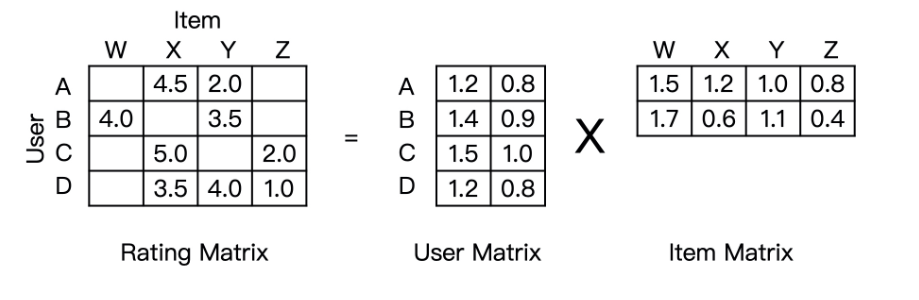 Item
W X Y Z
W X Y Z
User
A 4.5 2.0
B 4.0 3.5
C 5.0 2.0
D 3.5 4.0 1.0
=
A 1.2 0.8
B 1.4 0.9
C 1.5 1.0
D 1.2 0.8
X
1.5 1.2 1.0 0.8
1.7 0.6 1.1 0.4
Rating Matrix
User Matrix
Item Matrix